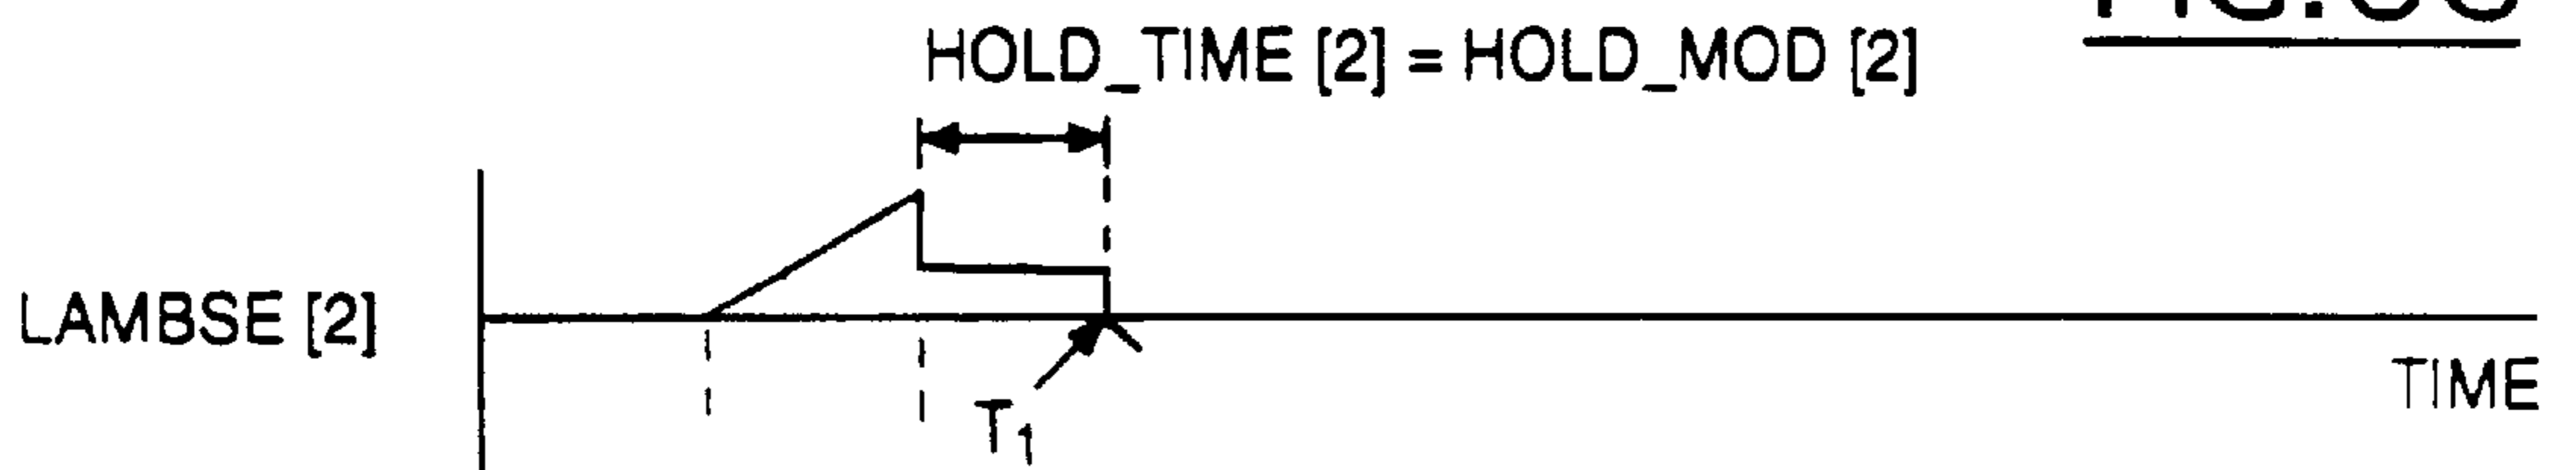 HOLD_TIME [2] = HOLD_MOD [2]
LAMBSE [2]
TIME
T1